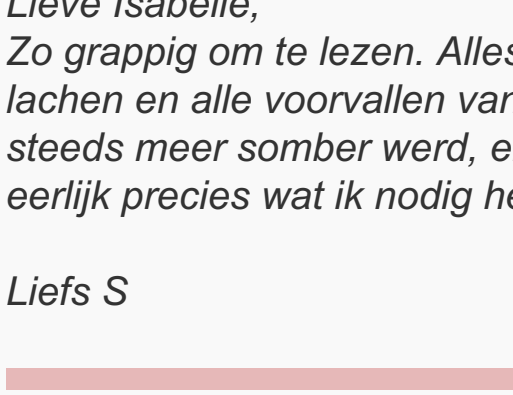 Lieve Isabelle,
Zo grappig om te lezen. Alles
lachen en alle voorvallen van
steeds meer somber werd, e
eerlijk precies wat ik nodig he
Liefs S